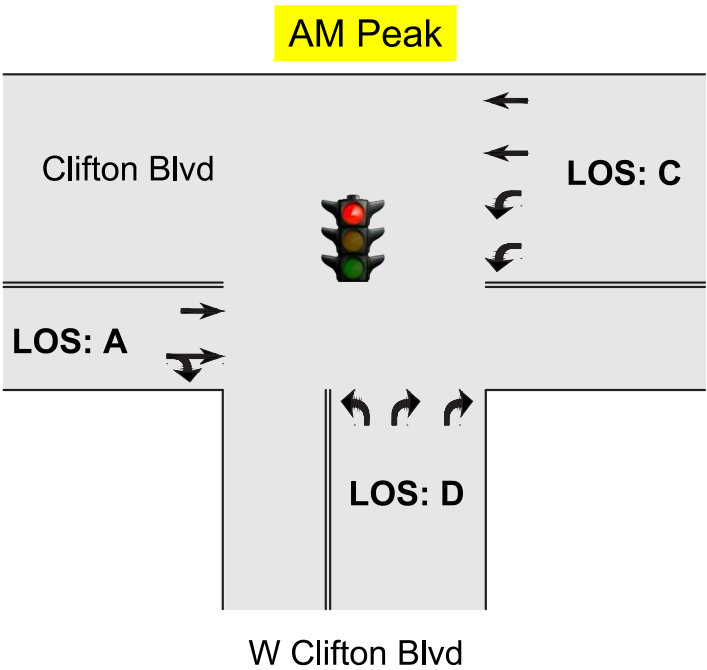 AM Peak
Clifton Blvd
LOS: C
LOS: A
LOS: D
W Clifton Blvd